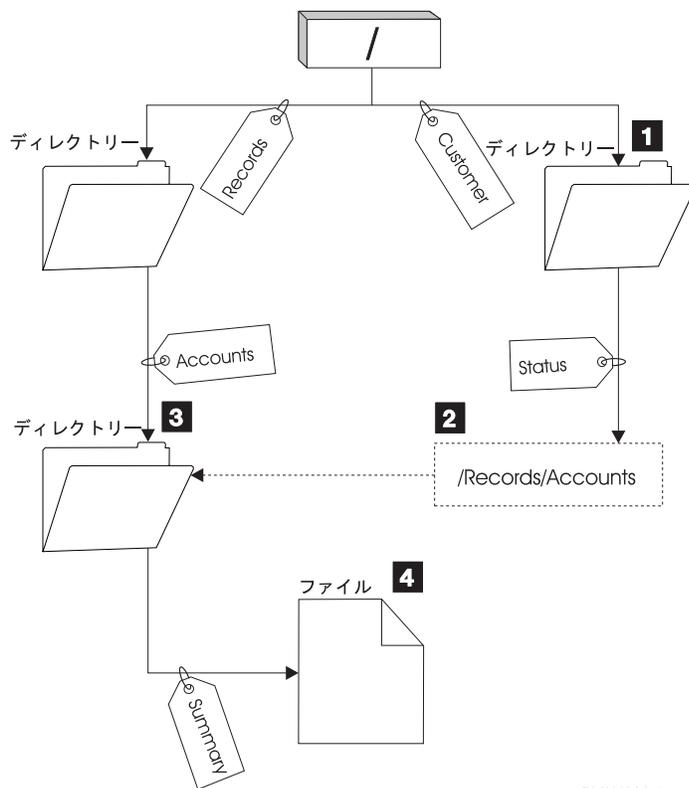 /
Records
Customer
ディレクトリー
ディレクトリー
1
Accounts
Status
ディレクトリー
3
2
/Records/Accounts
ファイル
4
Summary